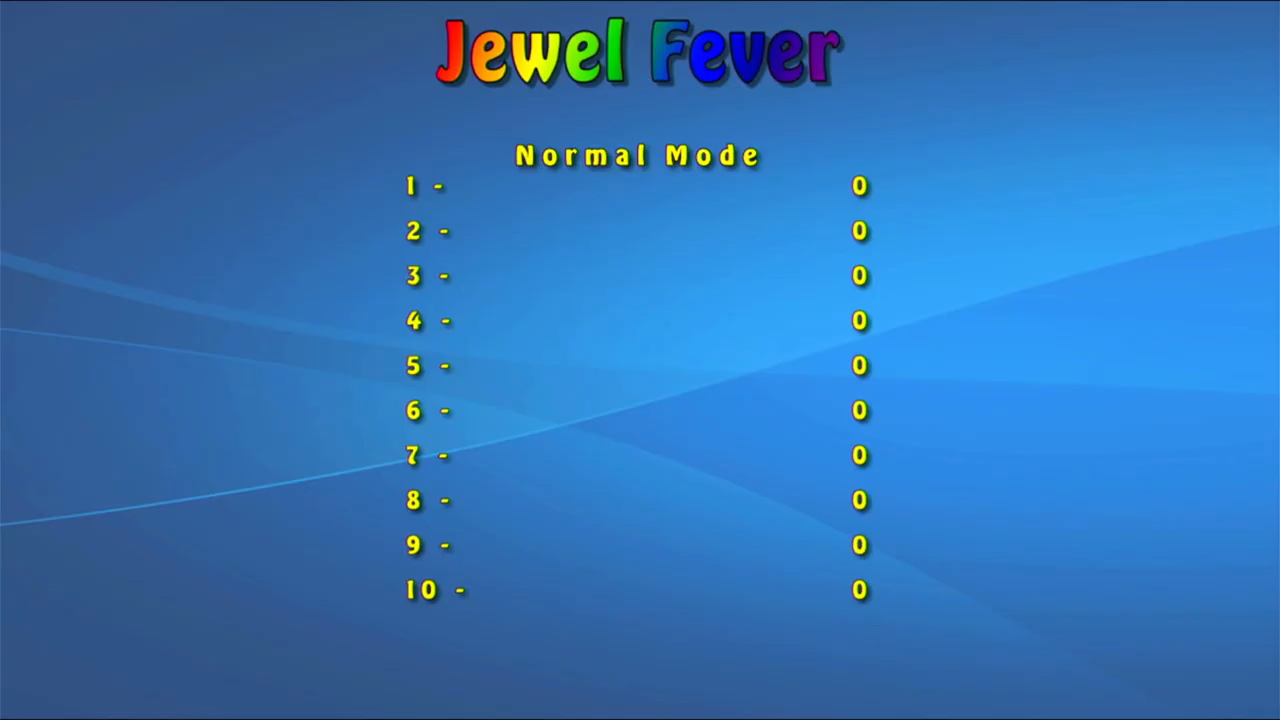 Jewel Fever
Normal Mode
1 - 0
2 - 0
3 - 0
4 - 0
5 - 0
6 - 0
7 - 0
8 - 0
9 - 0
10 - 0